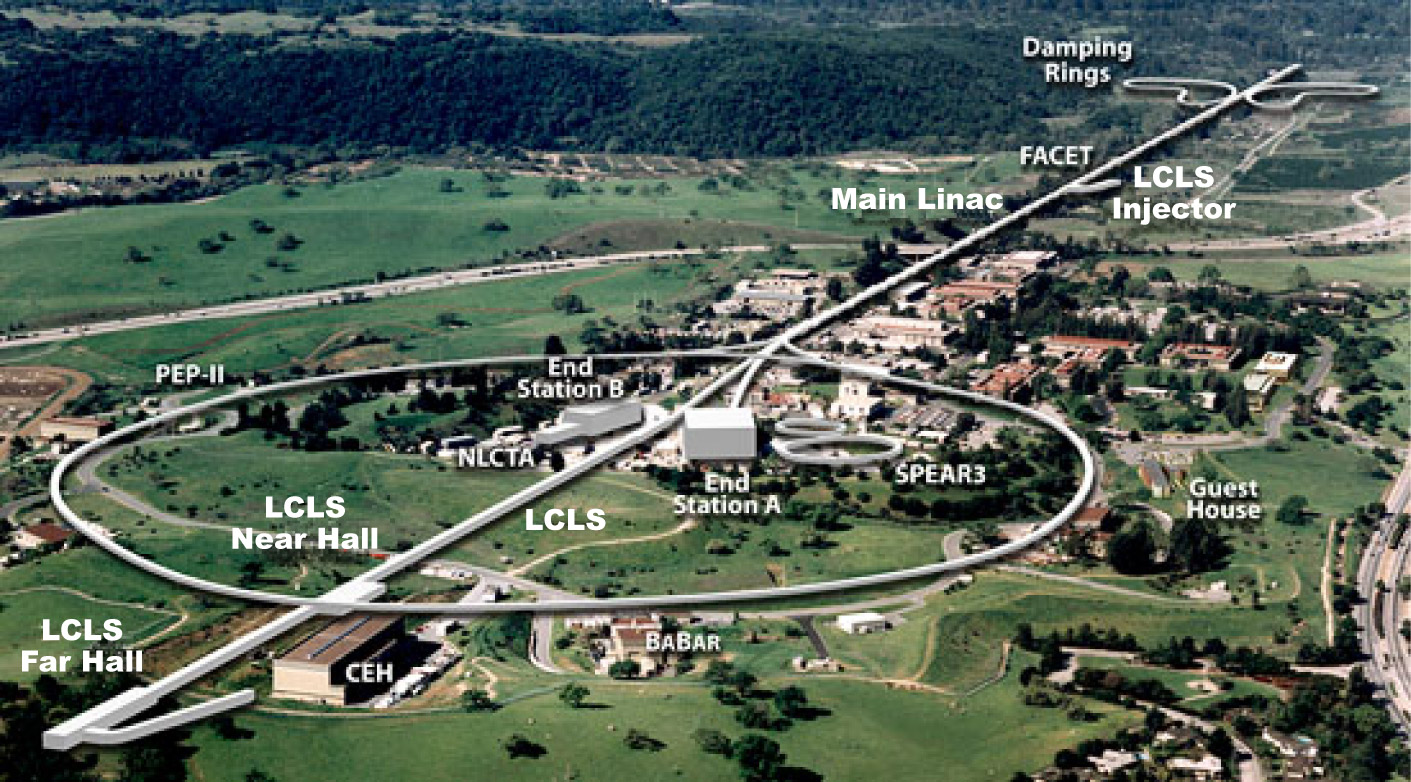 Damping
Rings
FACET
LCLS
Injector
Main Linac
PEP-II
End
Station B
NLCTA
End
Station A
SPEAR3
Guest
House
LCLS
Near Hall
LCLS
LCLS
Far Hall
CEH
BABAR